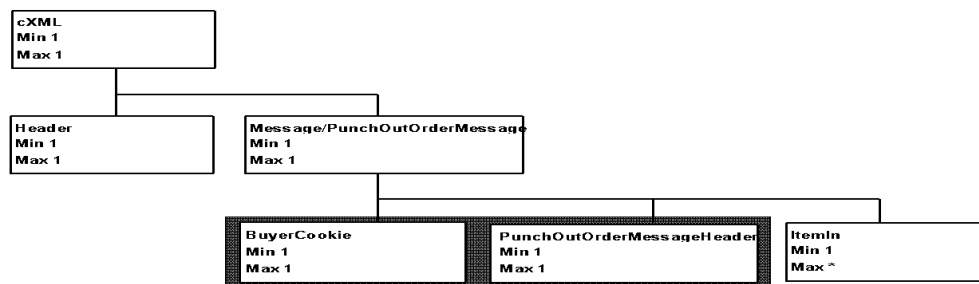 cXML
Min 1
Max 1
Header
Min 1
Max 1
Message/PunchOutOrderMessage
Min 1
Max 1
BuyerCookie
Min 1
Max 1
PunchOutOrderMessageHeader
Min 1
Max 1
ItemIn
Min 1
Max *